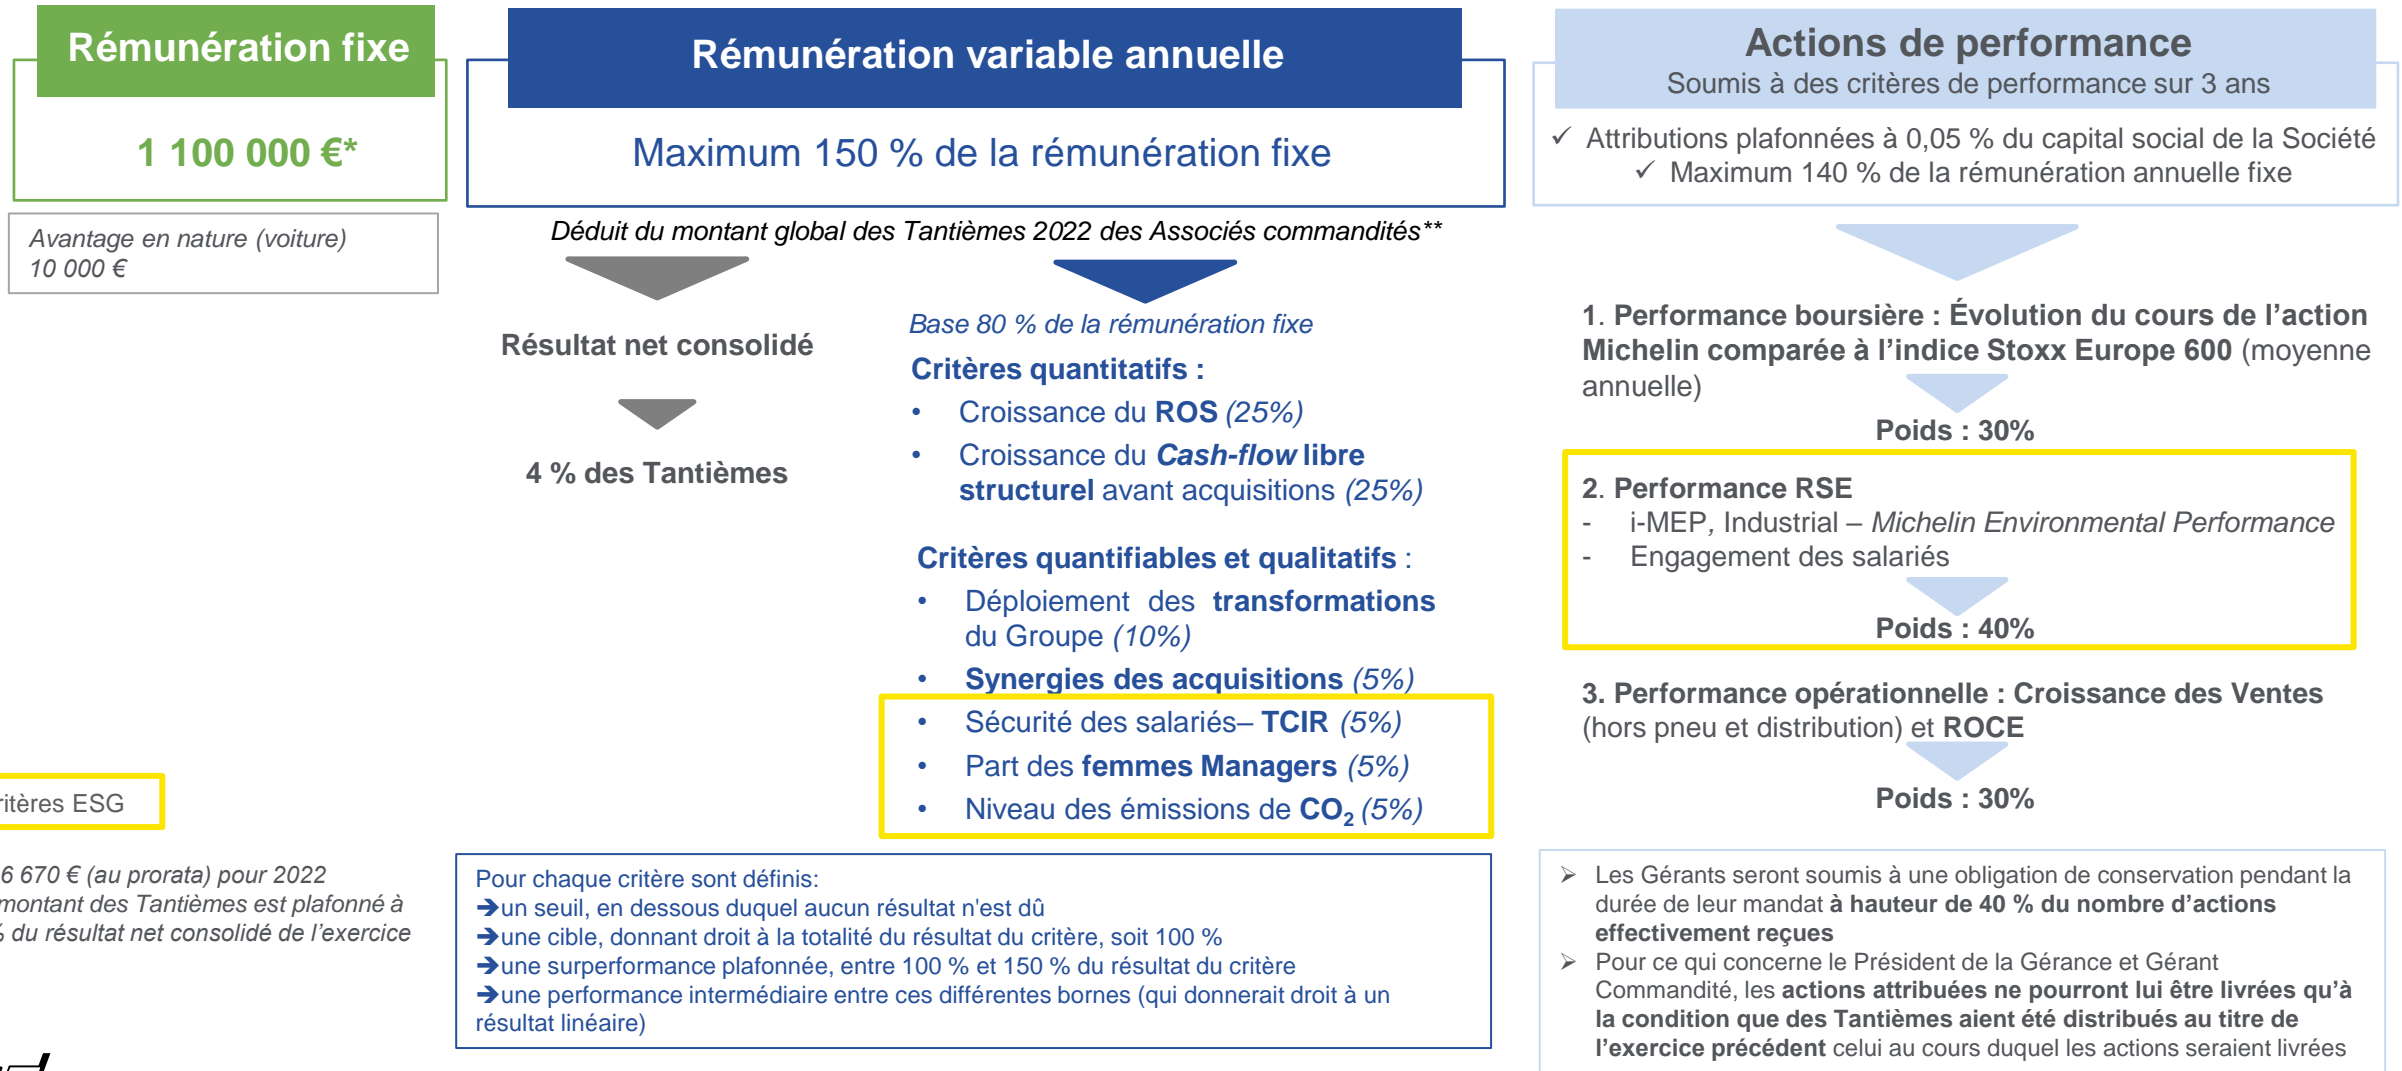 Rémunération fixe
1 100 000 €*
Avantage en nature (voiture)
10 000 €
Rémunération variable annuelle
Maximum 150 % de la rémunération fixe
Déduit du montant global des Tantièmes 2022 des Associés commandités**
Résultat net consolidé
4 % des Tantièmes
Base 80 % de la rémunération fixe
Critères quantitatifs :
• Croissance du ROS (25%)
• Croissance du Cash-flow libre
structurel avant acquisitions (25%)
Critères quantifiables et qualitatifs :
• Déploiement des transformations
du Groupe (10%)
• Synergies des acquisitions (5%)
• Sécurité des salariés– TCIR (5%)
• Part des femmes Managers (5%)
• Niveau des émissions de CO2 (5%)
Pour chaque critère sont définis:
➔un seuil, en dessous duquel aucun résultat n'est dû
➔une cible, donnant droit à la totalité du résultat du critère, soit 100 %
➔une surperformance plafonnée, entre 100 % et 150 % du résultat du critère
➔une performance intermédiaire entre ces différentes bornes (qui donnerait droit à un
résultat linéaire)
Actions de performance
Soumis à des critères de performance sur 3 ans
✓ Attributions plafonnées à 0,05 % du capital social de la Société
✓ Maximum 140 % de la rémunération annuelle fixe
1. Performance boursière : Évolution du cours de l’action
Michelin comparée à l’indice Stoxx Europe 600 (moyenne
annuelle)
Poids : 30%
2. Performance RSE
- i-MEP, Industrial – Michelin Environmental Performance
- Engagement des salariés
Poids : 40%
3. Performance opérationnelle : Croissance des Ventes
(hors pneu et distribution) et ROCE
Poids : 30%
➢ Les Gérants seront soumis à une obligation de conservation pendant la
durée de leur mandat à hauteur de 40 % du nombre d’actions
effectivement reçues
➢ Pour ce qui concerne le Président de la Gérance et Gérant
Commandité, les actions attribuées ne pourront lui être livrées qu’à
la condition que des Tantièmes aient été distribués au titre de
l’exercice précédent celui au cours duquel les actions seraient livrées
ritères ESG
6 670 € (au prorata) pour 2022
montant des Tantièmes est plafonné à
% du résultat net consolidé de l’exercice